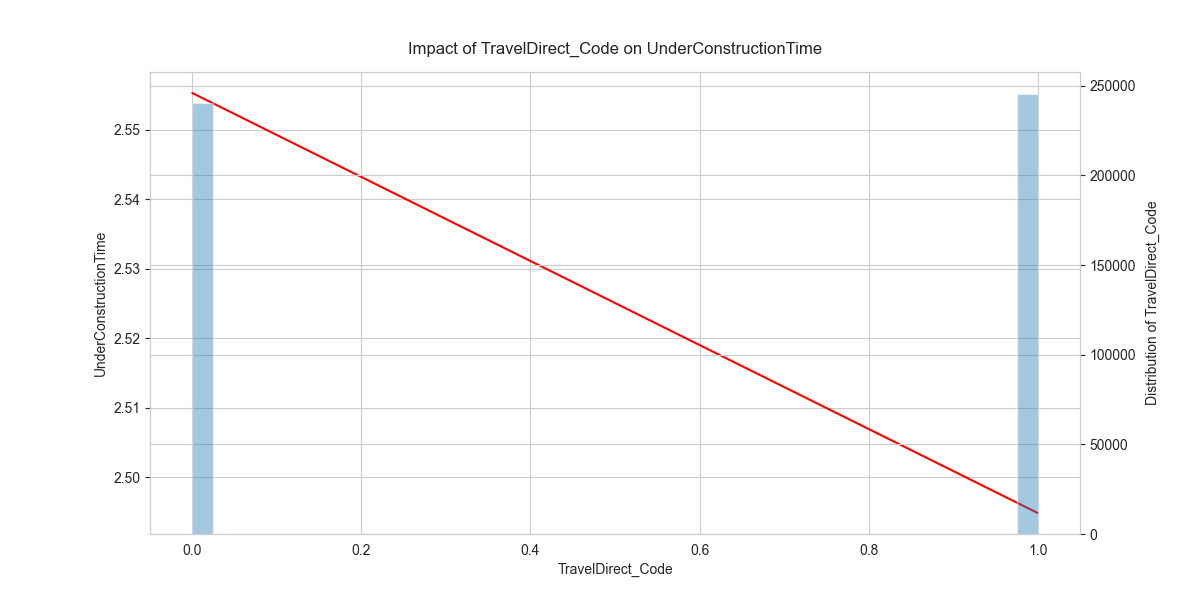 Impact of TravelDirect_Code on UnderConstructionTime
UnderConstructionTime
2.55
2.54
2.53
2.52
2.51
2.50
250000
200000
150000
100000
50000
0
Distribution of TravelDirect_Code
0.0 0.2 0.4 0.6 0.8 1.0
TravelDirect_Code